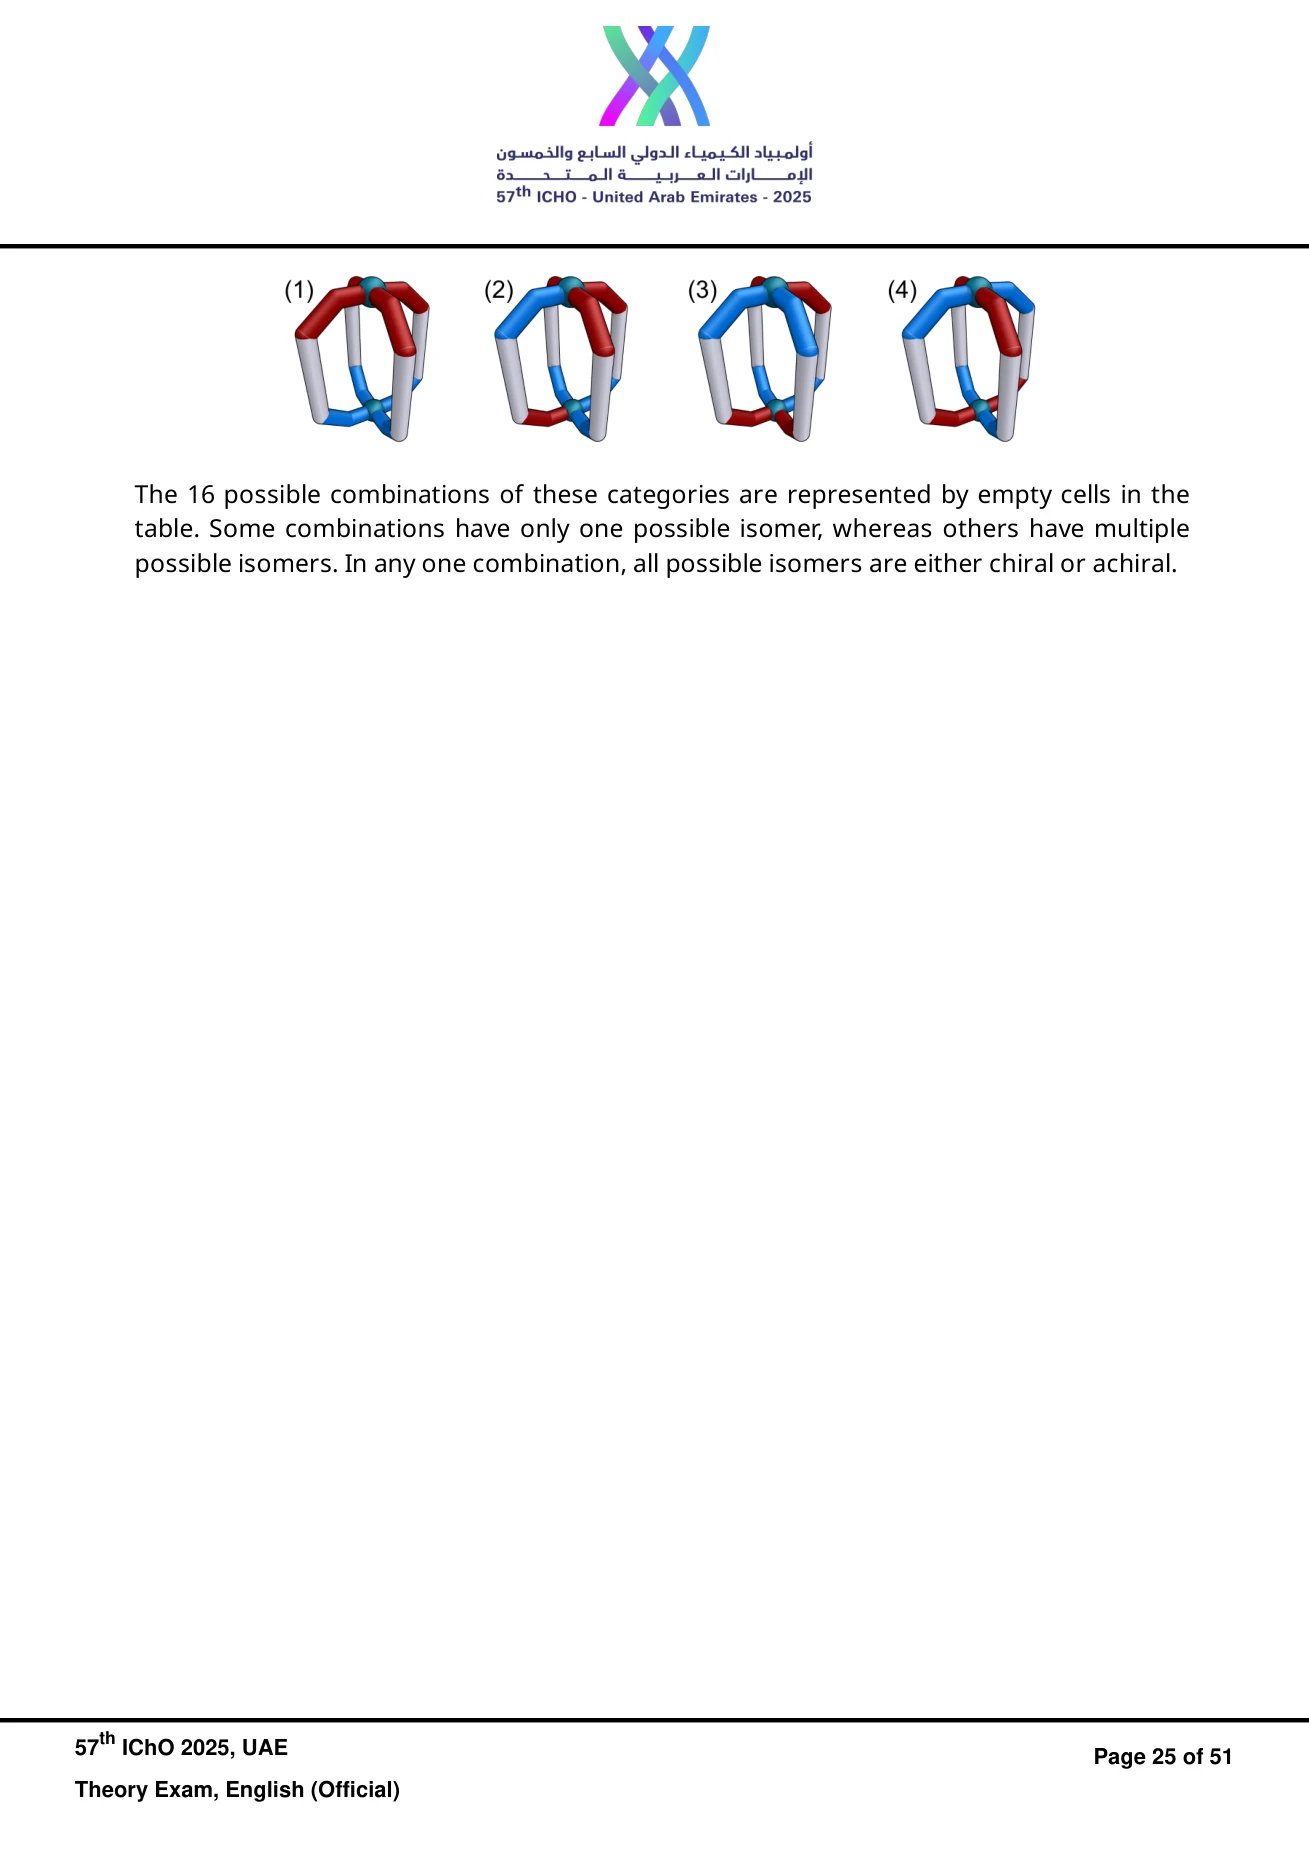 أولمبياد الكيمياء الدولي السابع والخمسون
الإمـــــارات العــربـيـــة المــتــحــدة
57th ICHO - United Arab Emirates - 2025
(1) (2) (3) (4)
The 16 possible combinations of these categories are represented by empty cells in the
table. Some combinations have only one possible isomer, whereas others have multiple
possible isomers. In any one combination, all possible isomers are either chiral or achiral.
57th IChO 2025, UAE
Page 25 of 51
Theory Exam, English (Official)